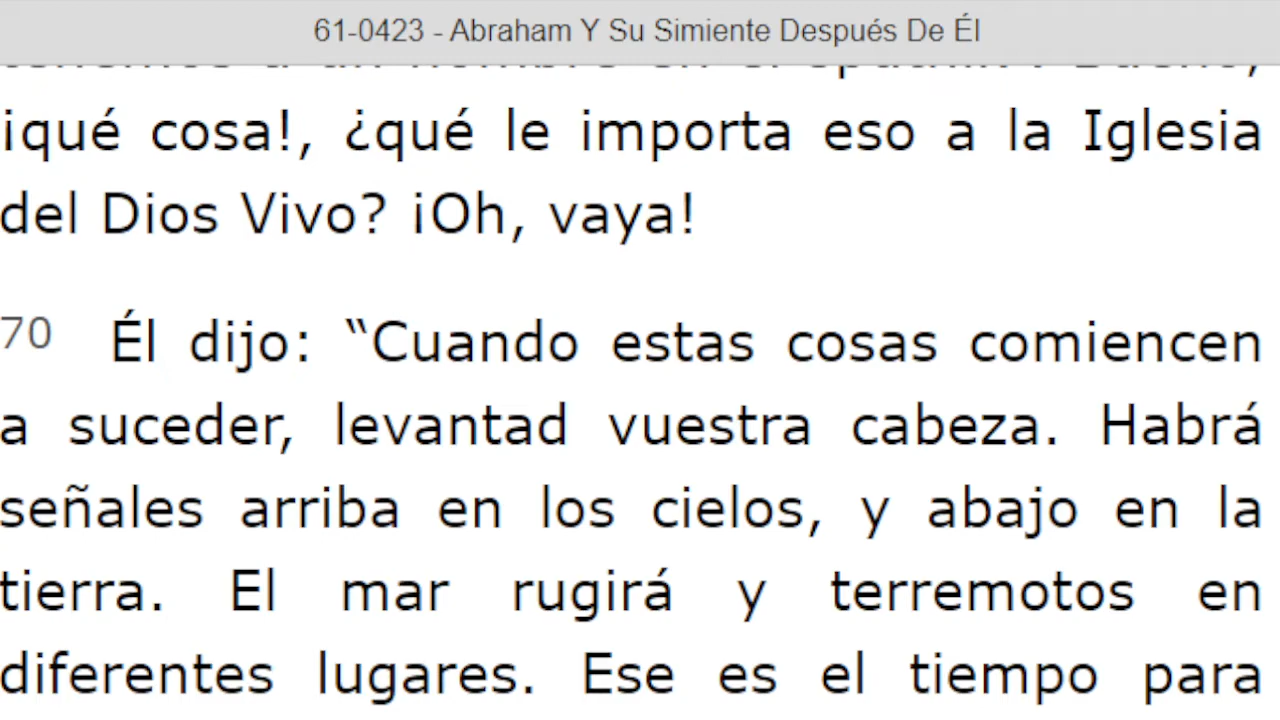 61-0423 - Abraham Y Su Simiente Después De Él
¡qué cosa!, ¿qué le importa eso a la Iglesia
del Dios Vivo? ¡Oh, vaya!
70 Él dijo: “Cuando estas cosas comiencen
a suceder, levantad vuestra cabeza. Habrá
señales arriba en los cielos, y abajo en la
tierra. El mar rugirá y terremotos en
diferentes lugares. Ese es el tiempo para